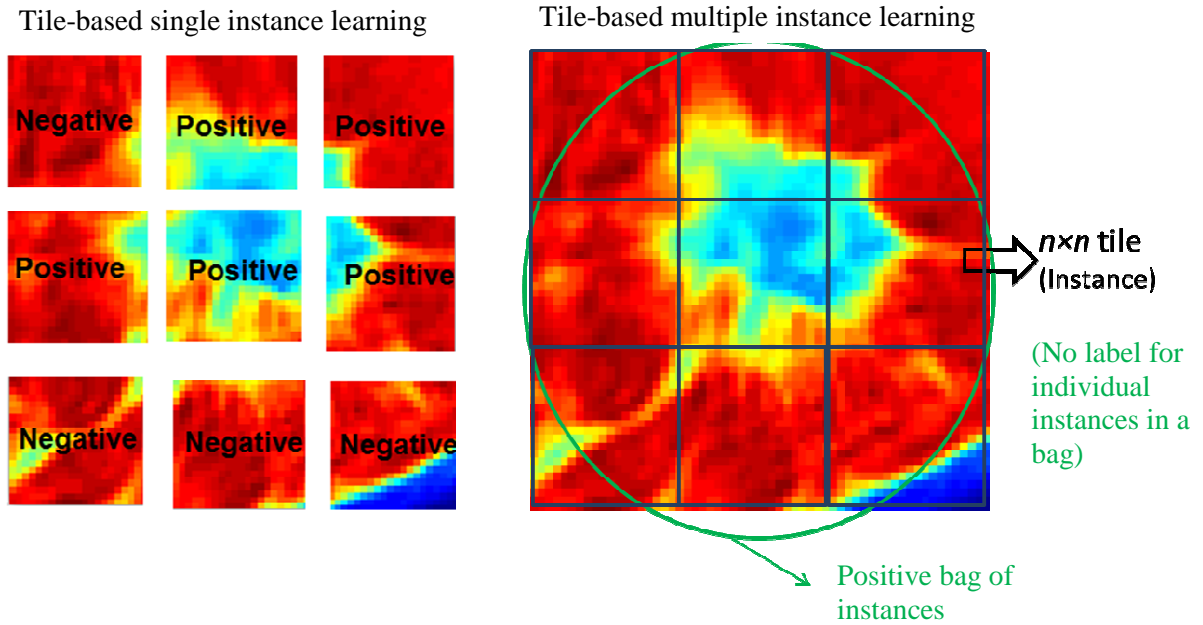 Tile-based single instance learning
Tile-based multiple instance learning
Negative
Positive
Positive
Positive
Positive
Positive
Negative
Negative
Negative
n×n tile
(Instance)
(No label for
individual
instances in a
bag)
Positive bag of
instances